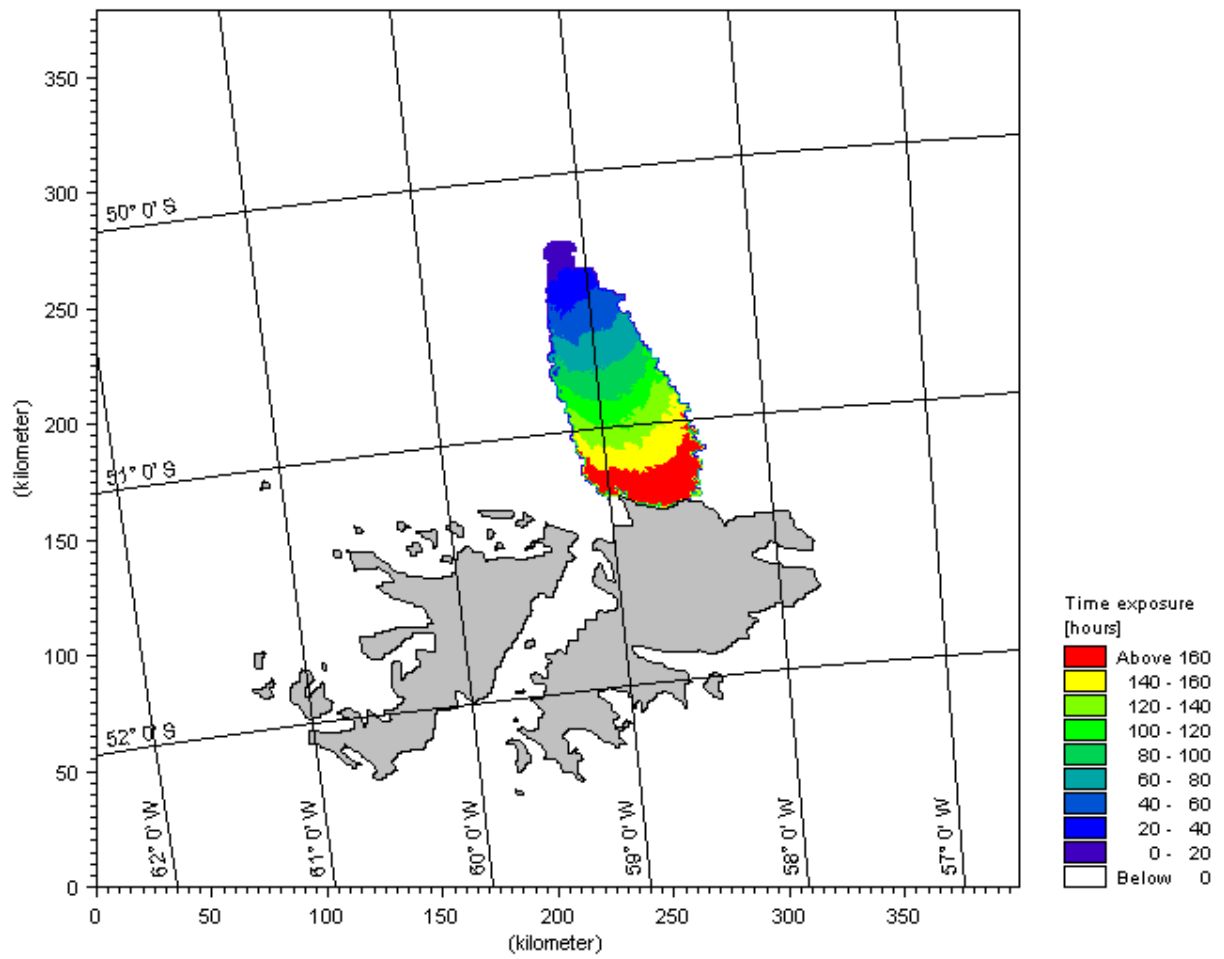 350
300
250
200
150
100
50
0
(kilometer)
50° 0' S
51° 0' S
52° 0' S
62° 0' W
61° 0' W
60° 0' W
59° 0' W
58° 0' W
57° 0' W
0 50 100 150 200 250 300 350
(kilometer)
Time exposure
[hours]
Above 160
140 - 160
120 - 140
100 - 120
80 - 100
60 - 80
40 - 60
20 - 40
0 - 20
Below 0